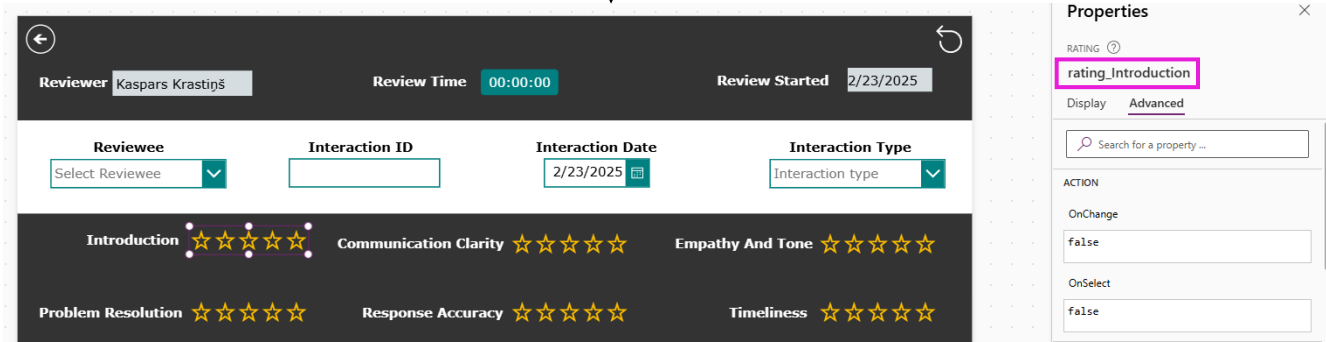 Properties
RATING
rating_Introduction
Display Advanced
Search for a property ...
ACTION
OnChange
false
OnSelect
false
Reviewer Kaspars Krastiņš
Review Time 00:00:00
Review Started 2/23/2025
Reviewee
Select Reviewee
Interaction ID
Interaction Date
2/23/2025
Interaction Type
Interaction type
Introduction
Communication Clarity
Empathy And Tone
Problem Resolution
Response Accuracy
Timeliness